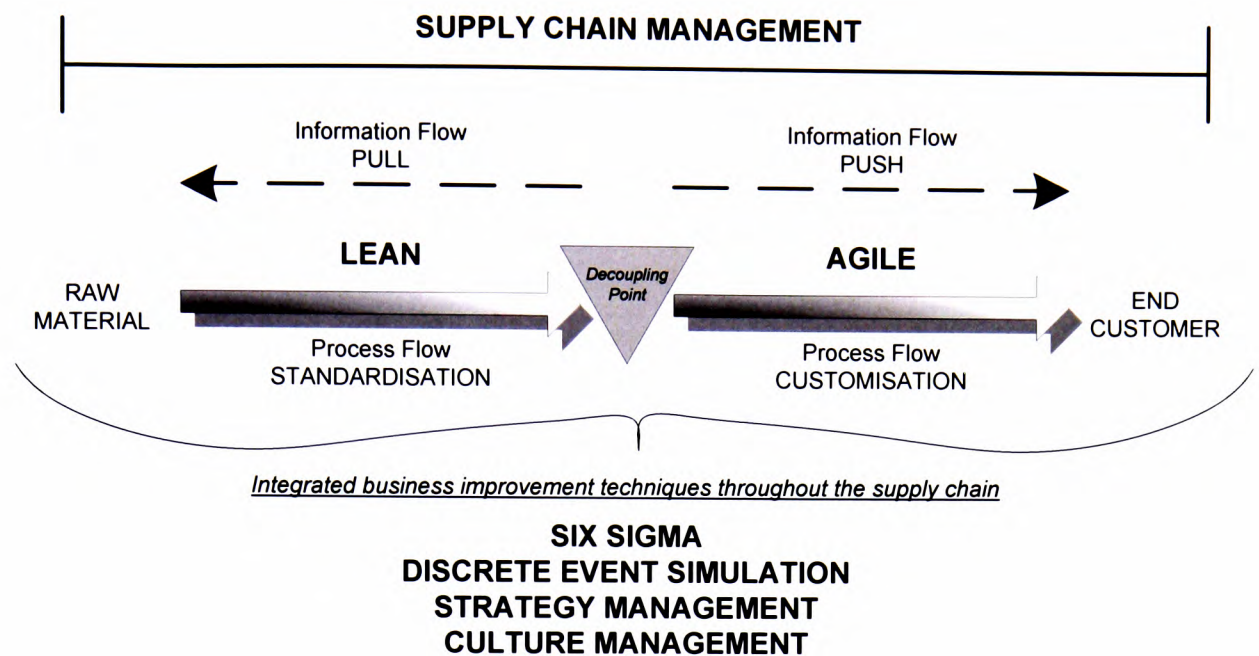 SUPPLY CHAIN MANAGEMENT
Information Flow
PULL
Information Flow
PUSH
LEAN
Decoupling
Point
AGILE
RAW
MATERIAL
END
CUSTOMER
Process Flow
STANDARDISATION
Process Flow
CUSTOMISATION
Integrated business improvement techniques throughout the supply chain
SIX SIGMA
DISCRETE EVENT SIMULATION
STRATEGY MANAGEMENT
CULTURE MANAGEMENT